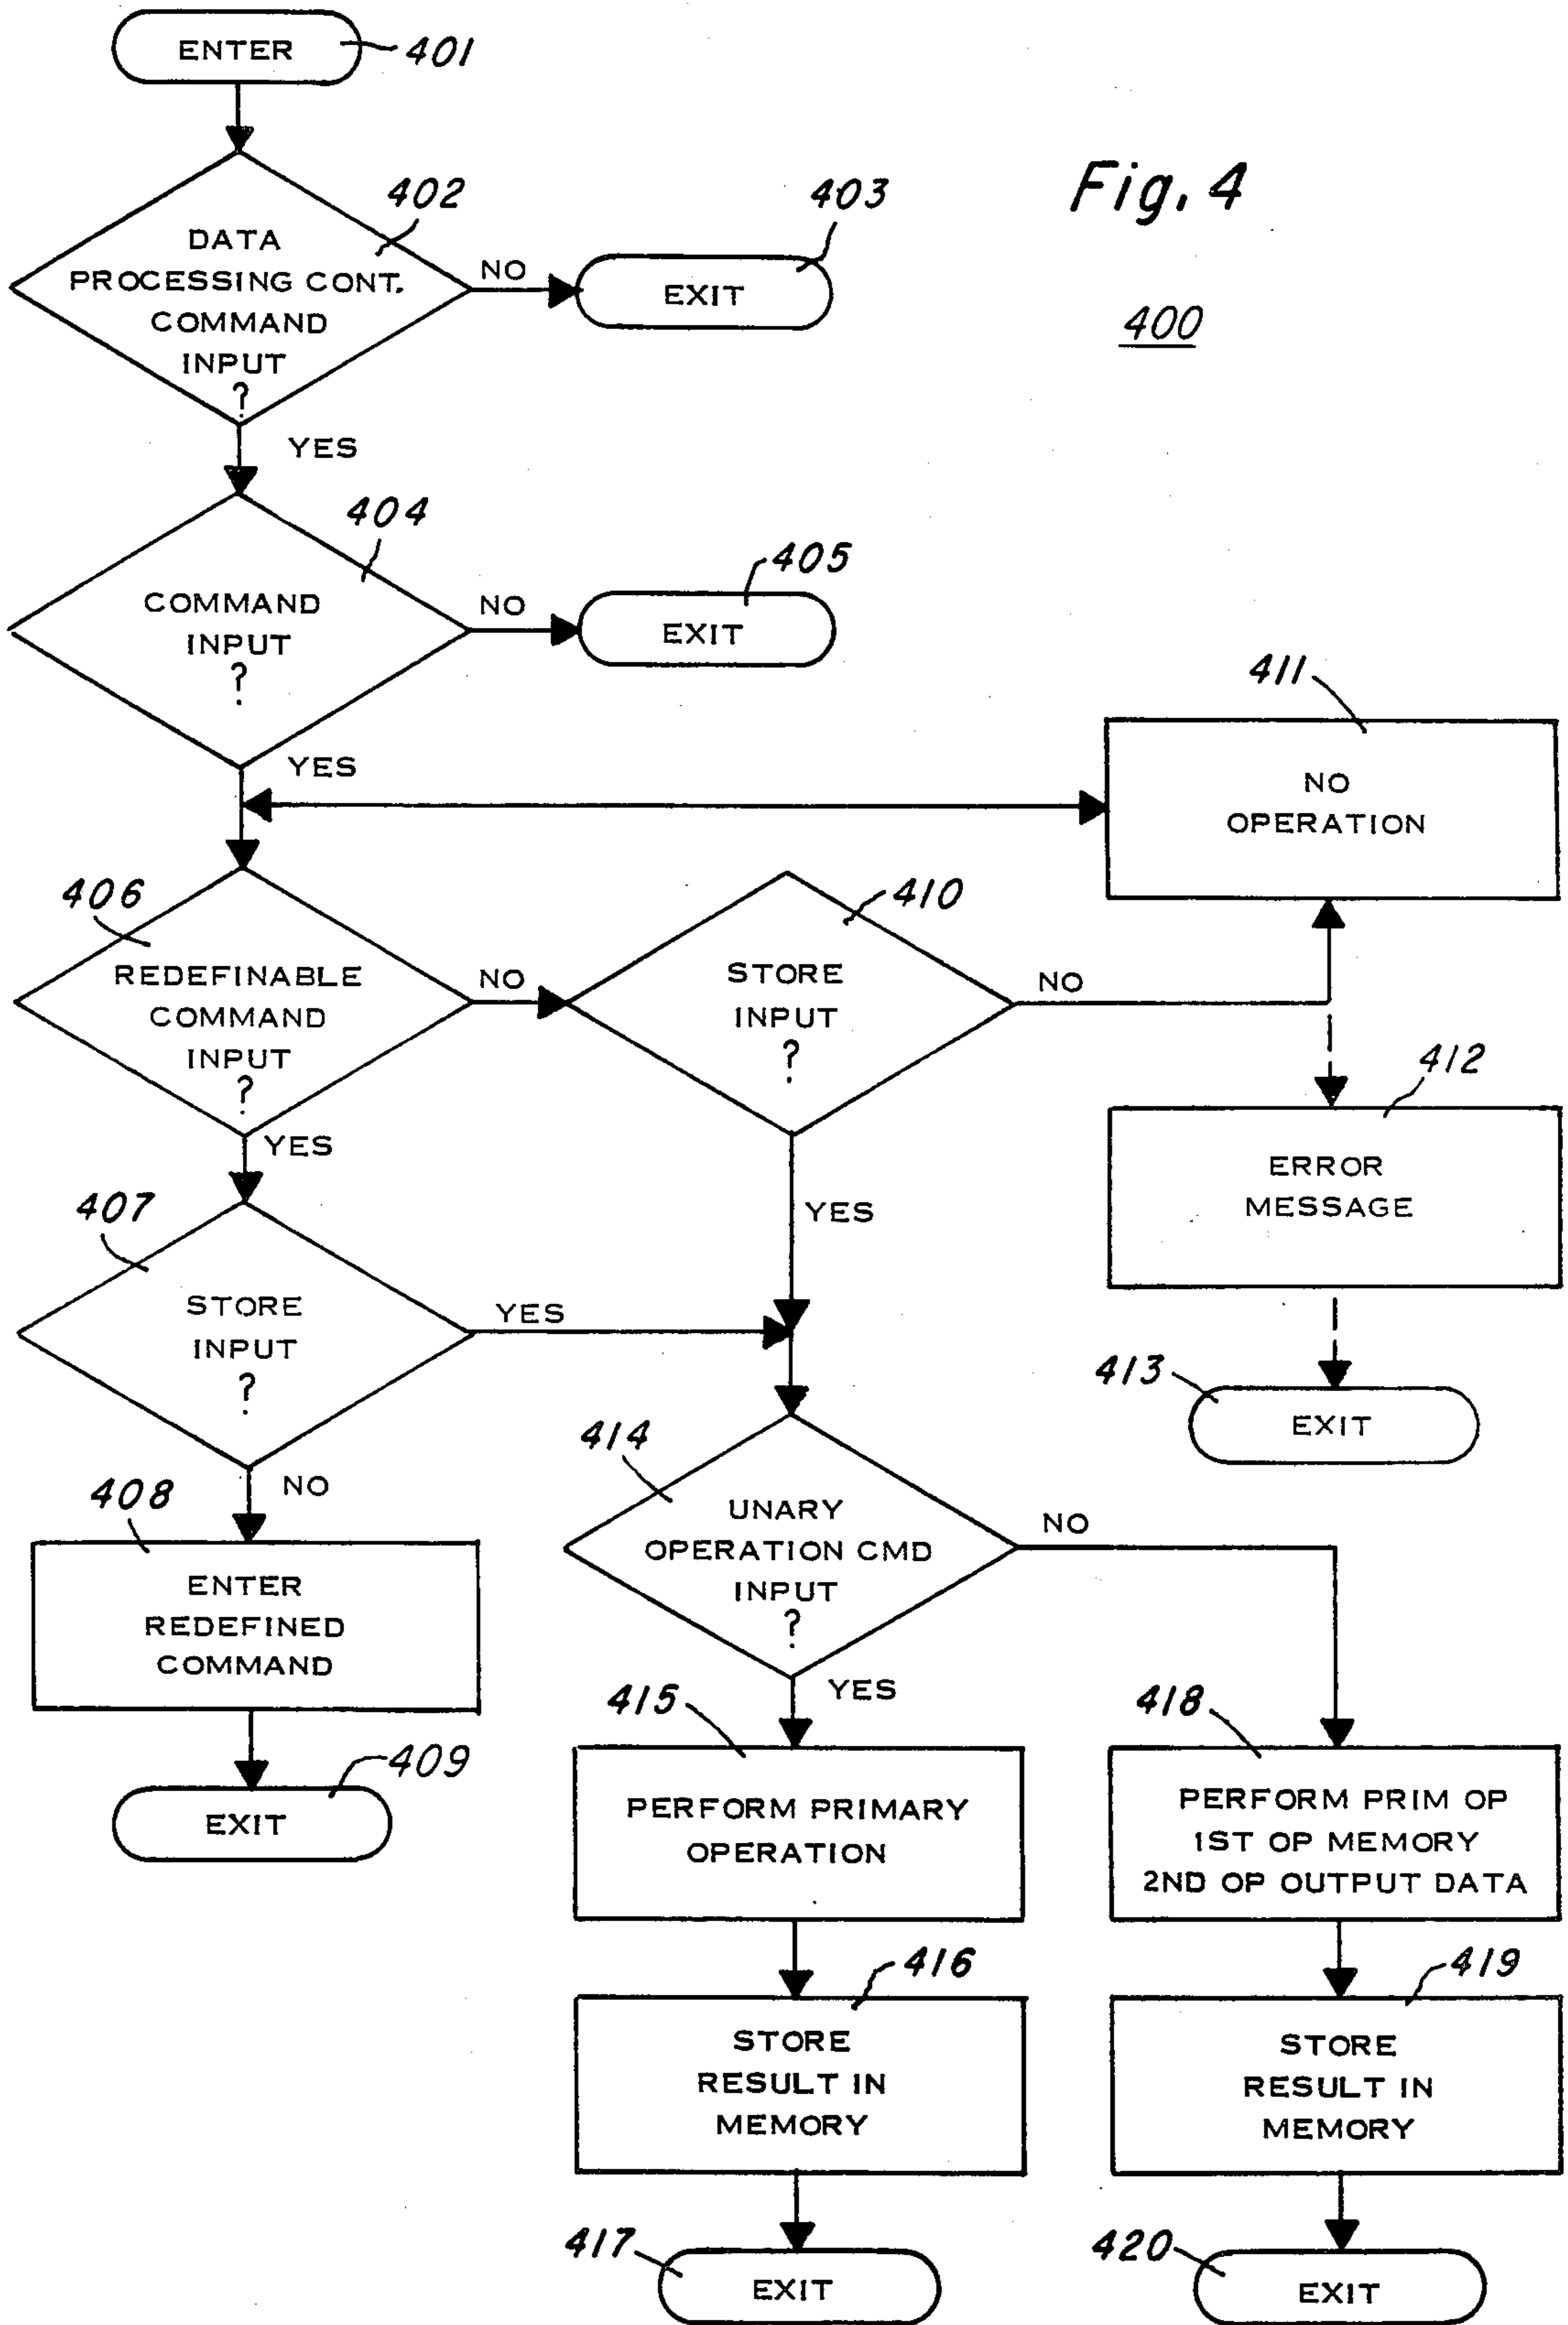 ENTER
401
Fig. 4
400
402
DATA
PROCESSING CONT.
COMMAND
INPUT
?
NO
403
EXIT
YES
404
COMMAND
INPUT
?
NO
405
EXIT
YES
411
NO
OPERATION
406
REDEFINABLE
COMMAND
INPUT
?
NO
410
STORE
INPUT
?
NO
YES
YES
412
ERROR
MESSAGE
407
STORE
INPUT
?
YES
413
EXIT
NO
408
ENTER
REDEFINED
COMMAND
409
EXIT
414
UNARY
OPERATION CMD
INPUT
?
NO
YES
415
PERFORM PRIMARY
OPERATION
418
PERFORM PRIM OP
1ST OP MEMORY
2ND OP OUTPUT DATA
416
STORE
RESULT IN
MEMORY
419
STORE
RESULT IN
MEMORY
417
EXIT
420
EXIT